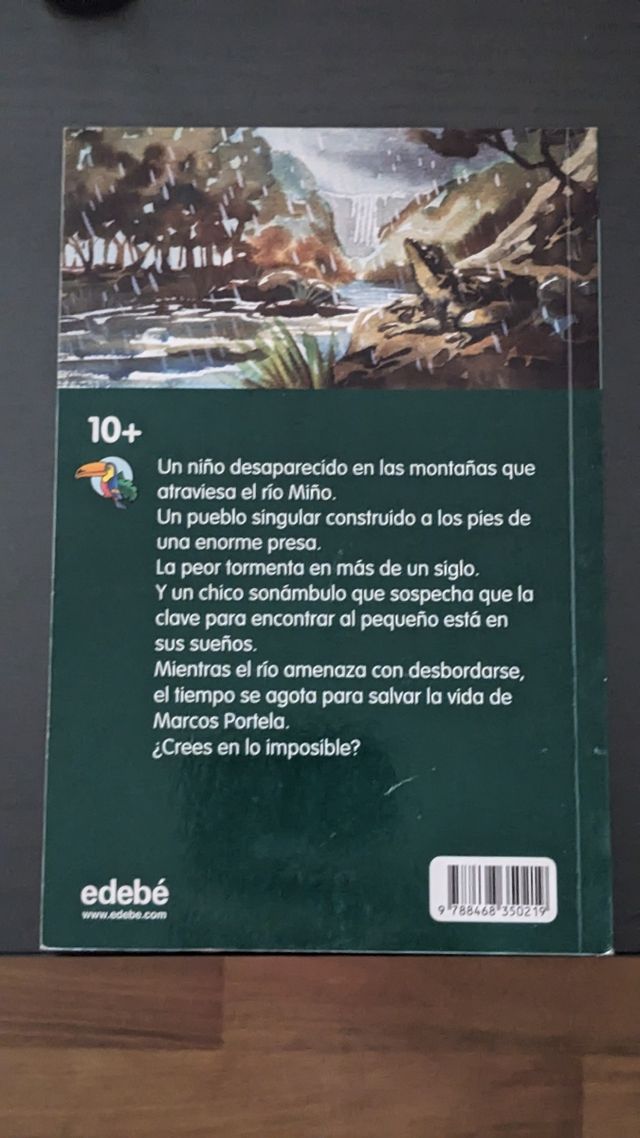 10+
Un niño desaparecido en las montañas que
atraviesa el río Miño.
Un pueblo singular construido a los pies de
una enorme presa.
La peor tormenta en más de un siglo.
Y un chico sonámbulo que sospecha que la
clave para encontrar al pequeño está en
sus sueños.
Mientras el río amenaza con desbordarse,
el tiempo se agota para salvar la vida de
Marcos Portela.
¿Crees en lo imposible?
edebé
www.edebe.com
9 788468 350219